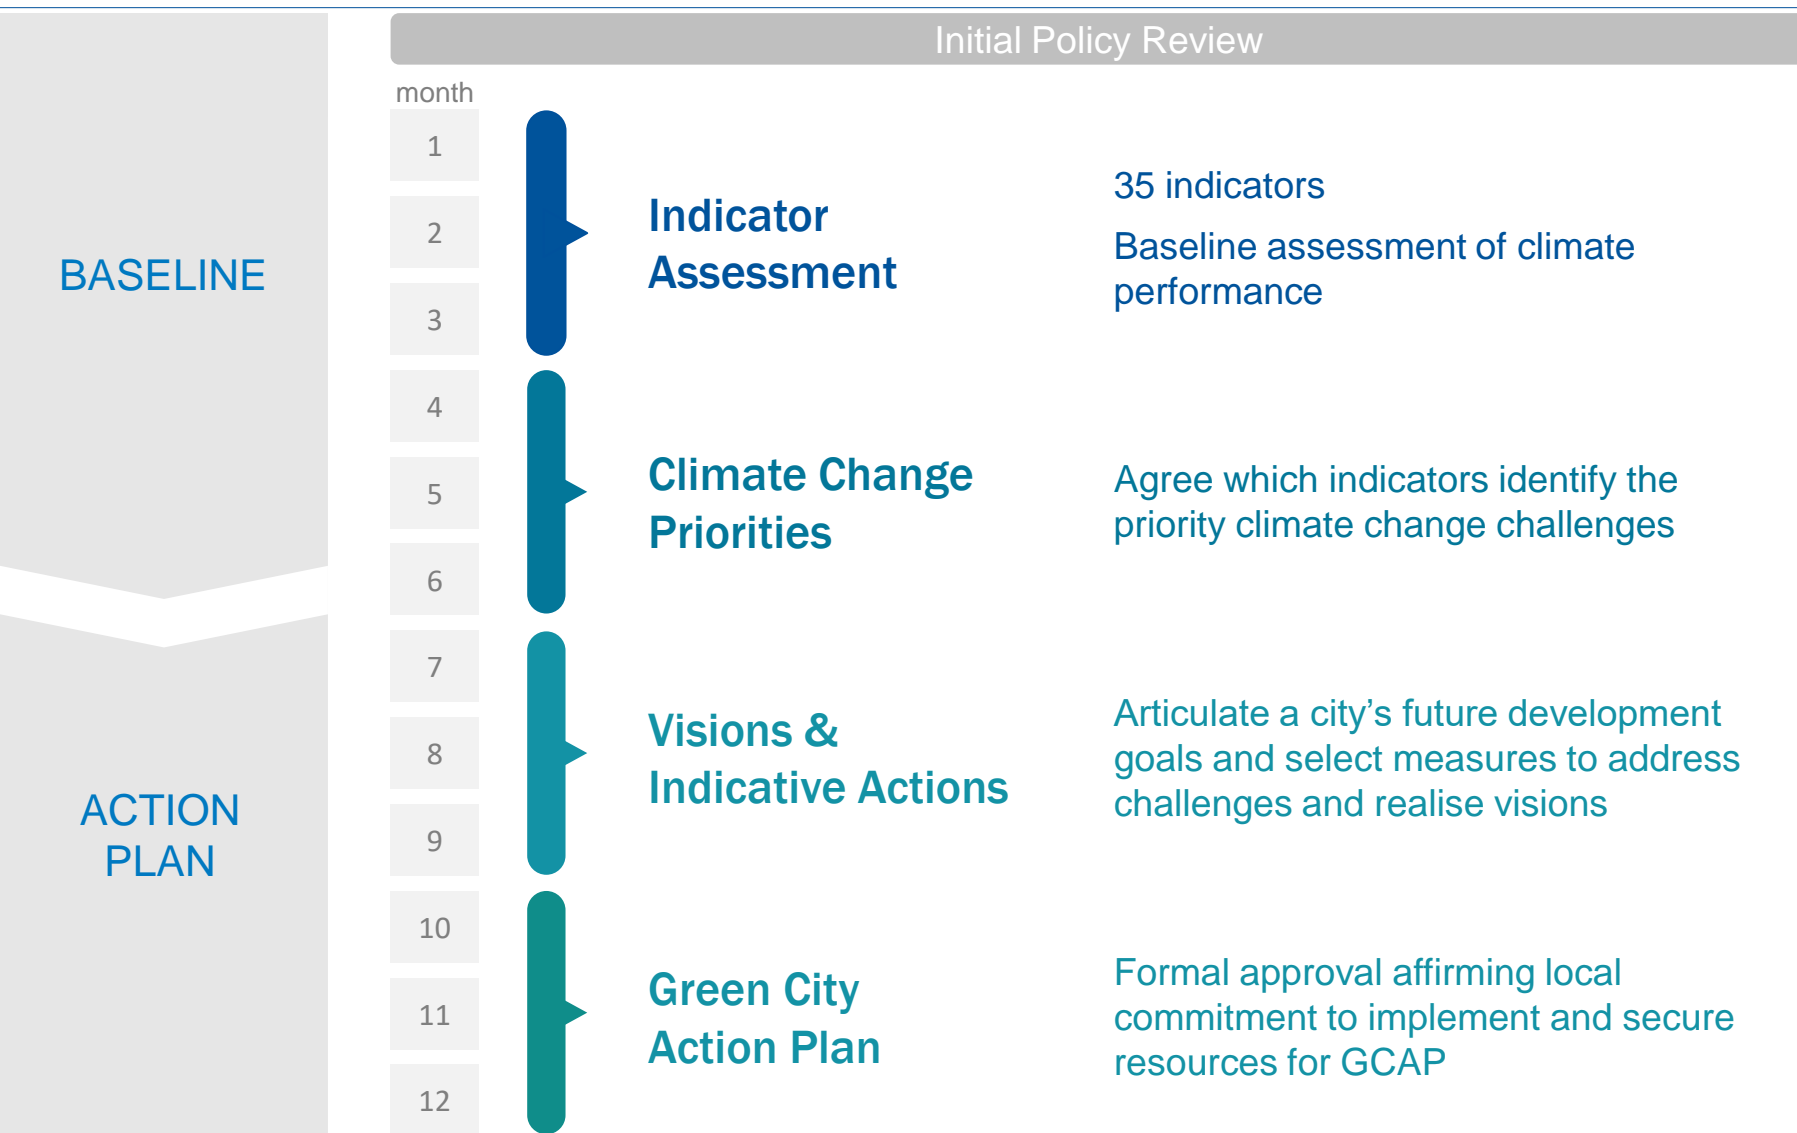 Initial Policy Review
BASELINE
month
1
2
3
Indicator
Assessment
35 indicators
Baseline assessment of climate
performance
4
5
6
Climate Change
Priorities
Agree which indicators identify the
priority climate change challenges
ACTION
PLAN
7
8
9
Visions &
Indicative Actions
Articulate a city’s future development
goals and select measures to address
challenges and realise visions
10
11
12
Green City
Action Plan
Formal approval affirming local
commitment to implement and secure
resources for GCAP